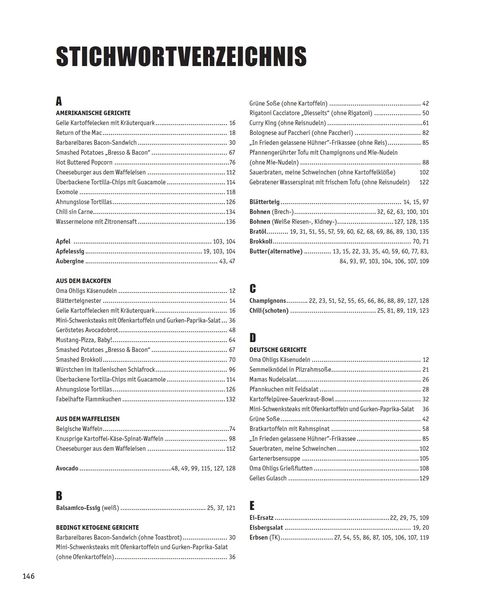 STICHWORTVERZEICHNIS
A
AMERIKANISCHE GERICHTE
Geile Kartoffelecken mit Kräuterquark 16
Return of the Mac 18
Barbareibares Bacon-Sandwich 30
Smashed Potatoes „Bresso & Bacon“ 67
Hot Buttered Popcorn 76
Cheeseburger aus dem Waffeleisen 112
Überbackene Tortilla-Chips mit Guacamole 114
Exomole 118
Ahnungslose Tortillas 126
Chili sin Carne 134
Wassermelone mit Zitronensaft 136
Apfel 103, 104
Apfelessig 19, 103, 104
Aubergine 43, 47
AUS DEM BACKOFEN
Oma Ohligs Käsenudeln 12
Blätterteignester 14
Geile Kartoffelecken mit Kräuterquark 16
Mini-Schwenksteaks mit Ofenkartoffeln und Gurken-Paprika-Salat 36
Geröstetes Avocadobrot 48
Mustang-Pizza, Baby! 64
Smashed Potatoes „Bresso & Bacon“ 67
Smashed Brokkoli 70
Würstchen im Italienischen Schlafrock 96
Überbackene Tortilla-Chips mit Guacamole 114
Ahnungslose Tortillas 126
Fabelhafte Flammkuchen 132
AUS DEM WAFFELEISEN
Belgische Waffeln 74
Knusprige Kartoffel-Käse-Spinat-Waffeln 98
Cheeseburger aus dem Waffeleisen 112
Avocado 48, 49, 99, 115, 127, 128
B
Balsamico-Essig (weiß) 25, 37, 121
BEDINGT KETOGENE GERICHTE
Barbareibares Bacon-Sandwich (ohne Toastbrot) 30
Mini-Schwenksteaks mit Ofenkartoffeln und Gurken-Paprika-Salat
(ohne Ofenkartoffeln) 36
Grüne Soße (ohne Kartoffeln) 42
Rigatoni Cacciatore „Diesselts“ (ohne Rigatoni) 50
Curry King (ohne Reisnudeln) 61
Bolognese auf Paccheri (ohne Paccheri) 82
„In Frieden gelassene Hühner“-Frikassee (ohne Reis) 85
Pfannengerührter Tofu mit Champignons und Mie-Nudeln
(ohne Mie-Nudeln) 88
Sauerbraten, meine Schweinchen (ohne Kartoffelklöße) 102
Gebratener Wasserspinat mit frischem Tofu (ohne Reisnudeln) 122
Blätterteig 14, 15, 97
Bohnen (Brech-) 32, 62, 63, 100, 101
Bohnen (Weiße Riesen-, Kidney-) 127, 128, 135
Bratöl 19, 31, 51, 55, 57, 59, 60, 62, 68, 69, 86, 89, 130, 135
Brokkoli 70, 71
Butter(alternative) 13, 15, 22, 33, 35, 40, 59, 60, 77, 83,
84, 93, 97, 103, 104, 106, 107, 109
C
Champignons 22, 23, 51, 52, 55, 65, 66, 86, 88, 89, 127, 128
Chili(schoten) 25, 81, 89, 119, 123
D
DEUTSCHE GERICHTE
Oma Ohligs Käsenudeln 12
Semmelknödel in Pilzrahmsoße 21
Mamas Nudelsalat 26
Pfannkuchen mit Feldsalat 28
Kartoffelpüree-Sauerkraut-Bowl 32
Mini-Schwenksteaks mit Ofenkartoffeln und Gurken-Paprika-Salat 36
Grüne Soße 42
Bratkartoffeln mit Rahmspinat 58
„In Frieden gelassene Hühner“-Frikassee 85
Sauerbraten, meine Schweinchen 102
Gartenerbsensuppe 105
Oma Ohligs Grießflutten 108
Geiles Gulasch 129
E
Ei-Ersatz 22, 29, 75, 109
Eisbergsalat 19, 20
Erbsen (TK) 27, 54, 55, 86, 87, 105, 106, 107, 119
146